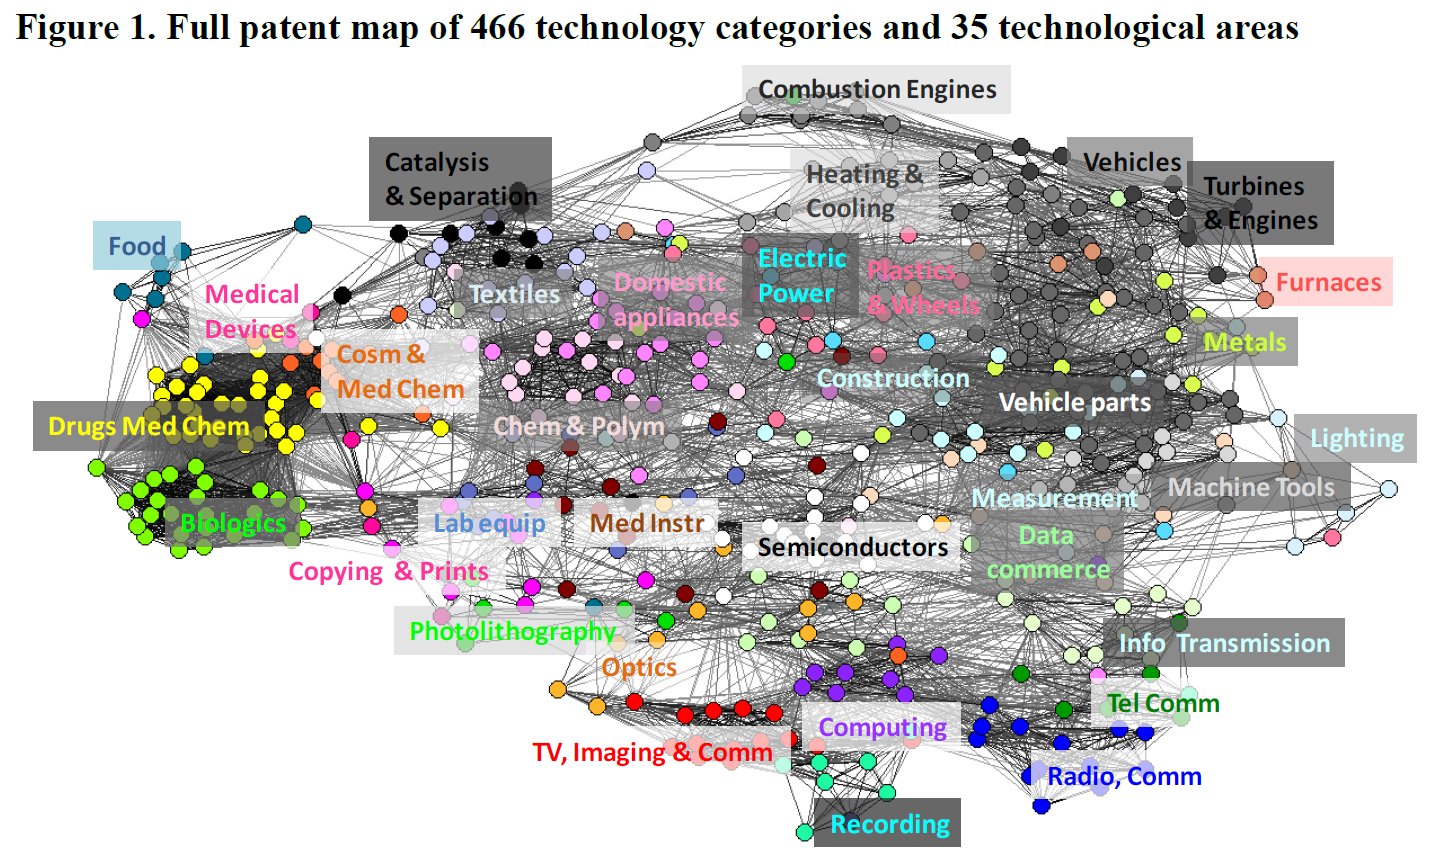 Figure 1. Full patent map of 466 technology categories and 35 technological areas
Combustion Engines
Catalysis
& Separation
Vehicles
Heating &
Cooling
Turbines
& Engines
Food
Electric
Power
Plastics
& Wheels
Furnaces
Medical
Devices
Textiles
Domestic
appliances
Metals
Cosm &
Med Chem
Construction
Vehicle parts
Drugs Med Chem
Chem & Polym
Lighting
Machine Tools
Measurement
Biologics
Lab equip
Med Instr
Semiconductors
Data
commerce
Copying & Prints
Photolithography
Info Transmission
Optics
Tel Comm
Computing
TV, Imaging & Comm
Radio, Comm
Recording